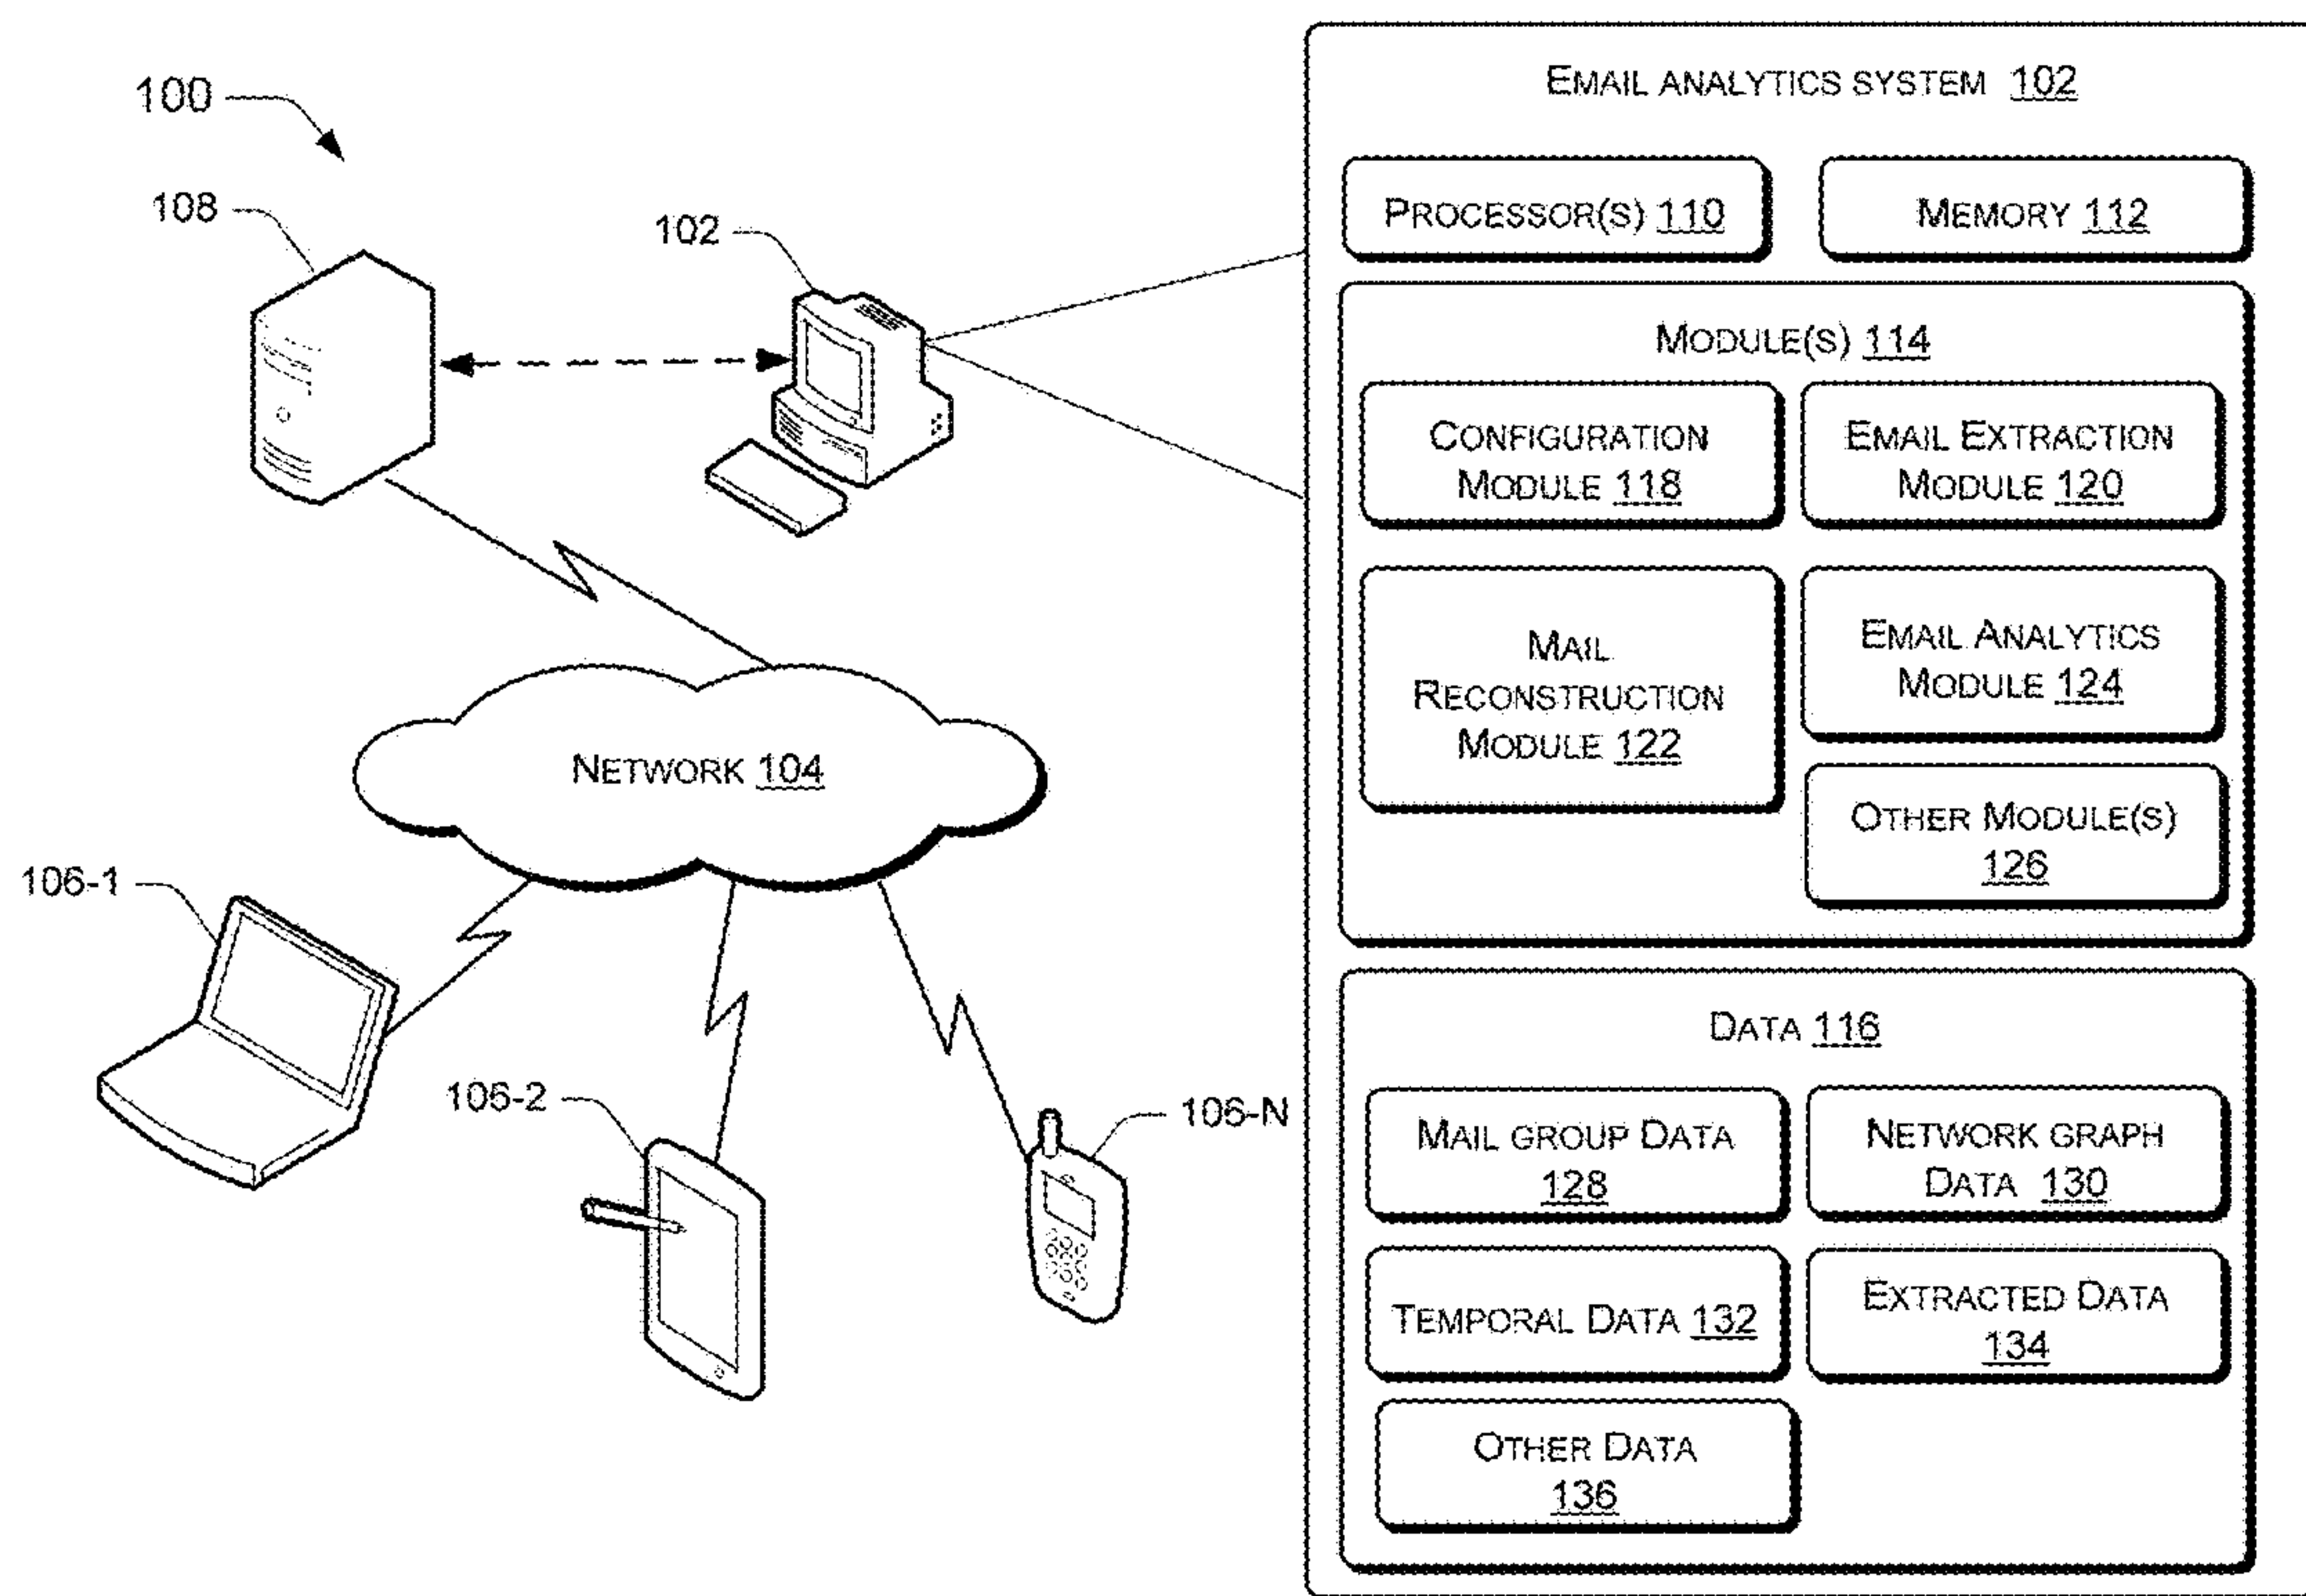 100
108
102
NETWORK 104
106-1
106-2
106-N
EMAIL ANALYTICS SYSTEM 102
PROCESSOR(S) 110
MEMORY 112
MODULE(S) 114
CONFIGURATION
MODULE 118
EMAIL EXTRACTION
MODULE 120
MAIL
RECONSTRUCTION
MODULE 122
EMAIL ANALYTICS
MODULE 124
OTHER MODULE(S)
126
DATA 116
MAIL GROUP DATA
128
NETWORK GRAPH
DATA 130
TEMPORAL DATA 132
EXTRACTED DATA
134
OTHER DATA
136